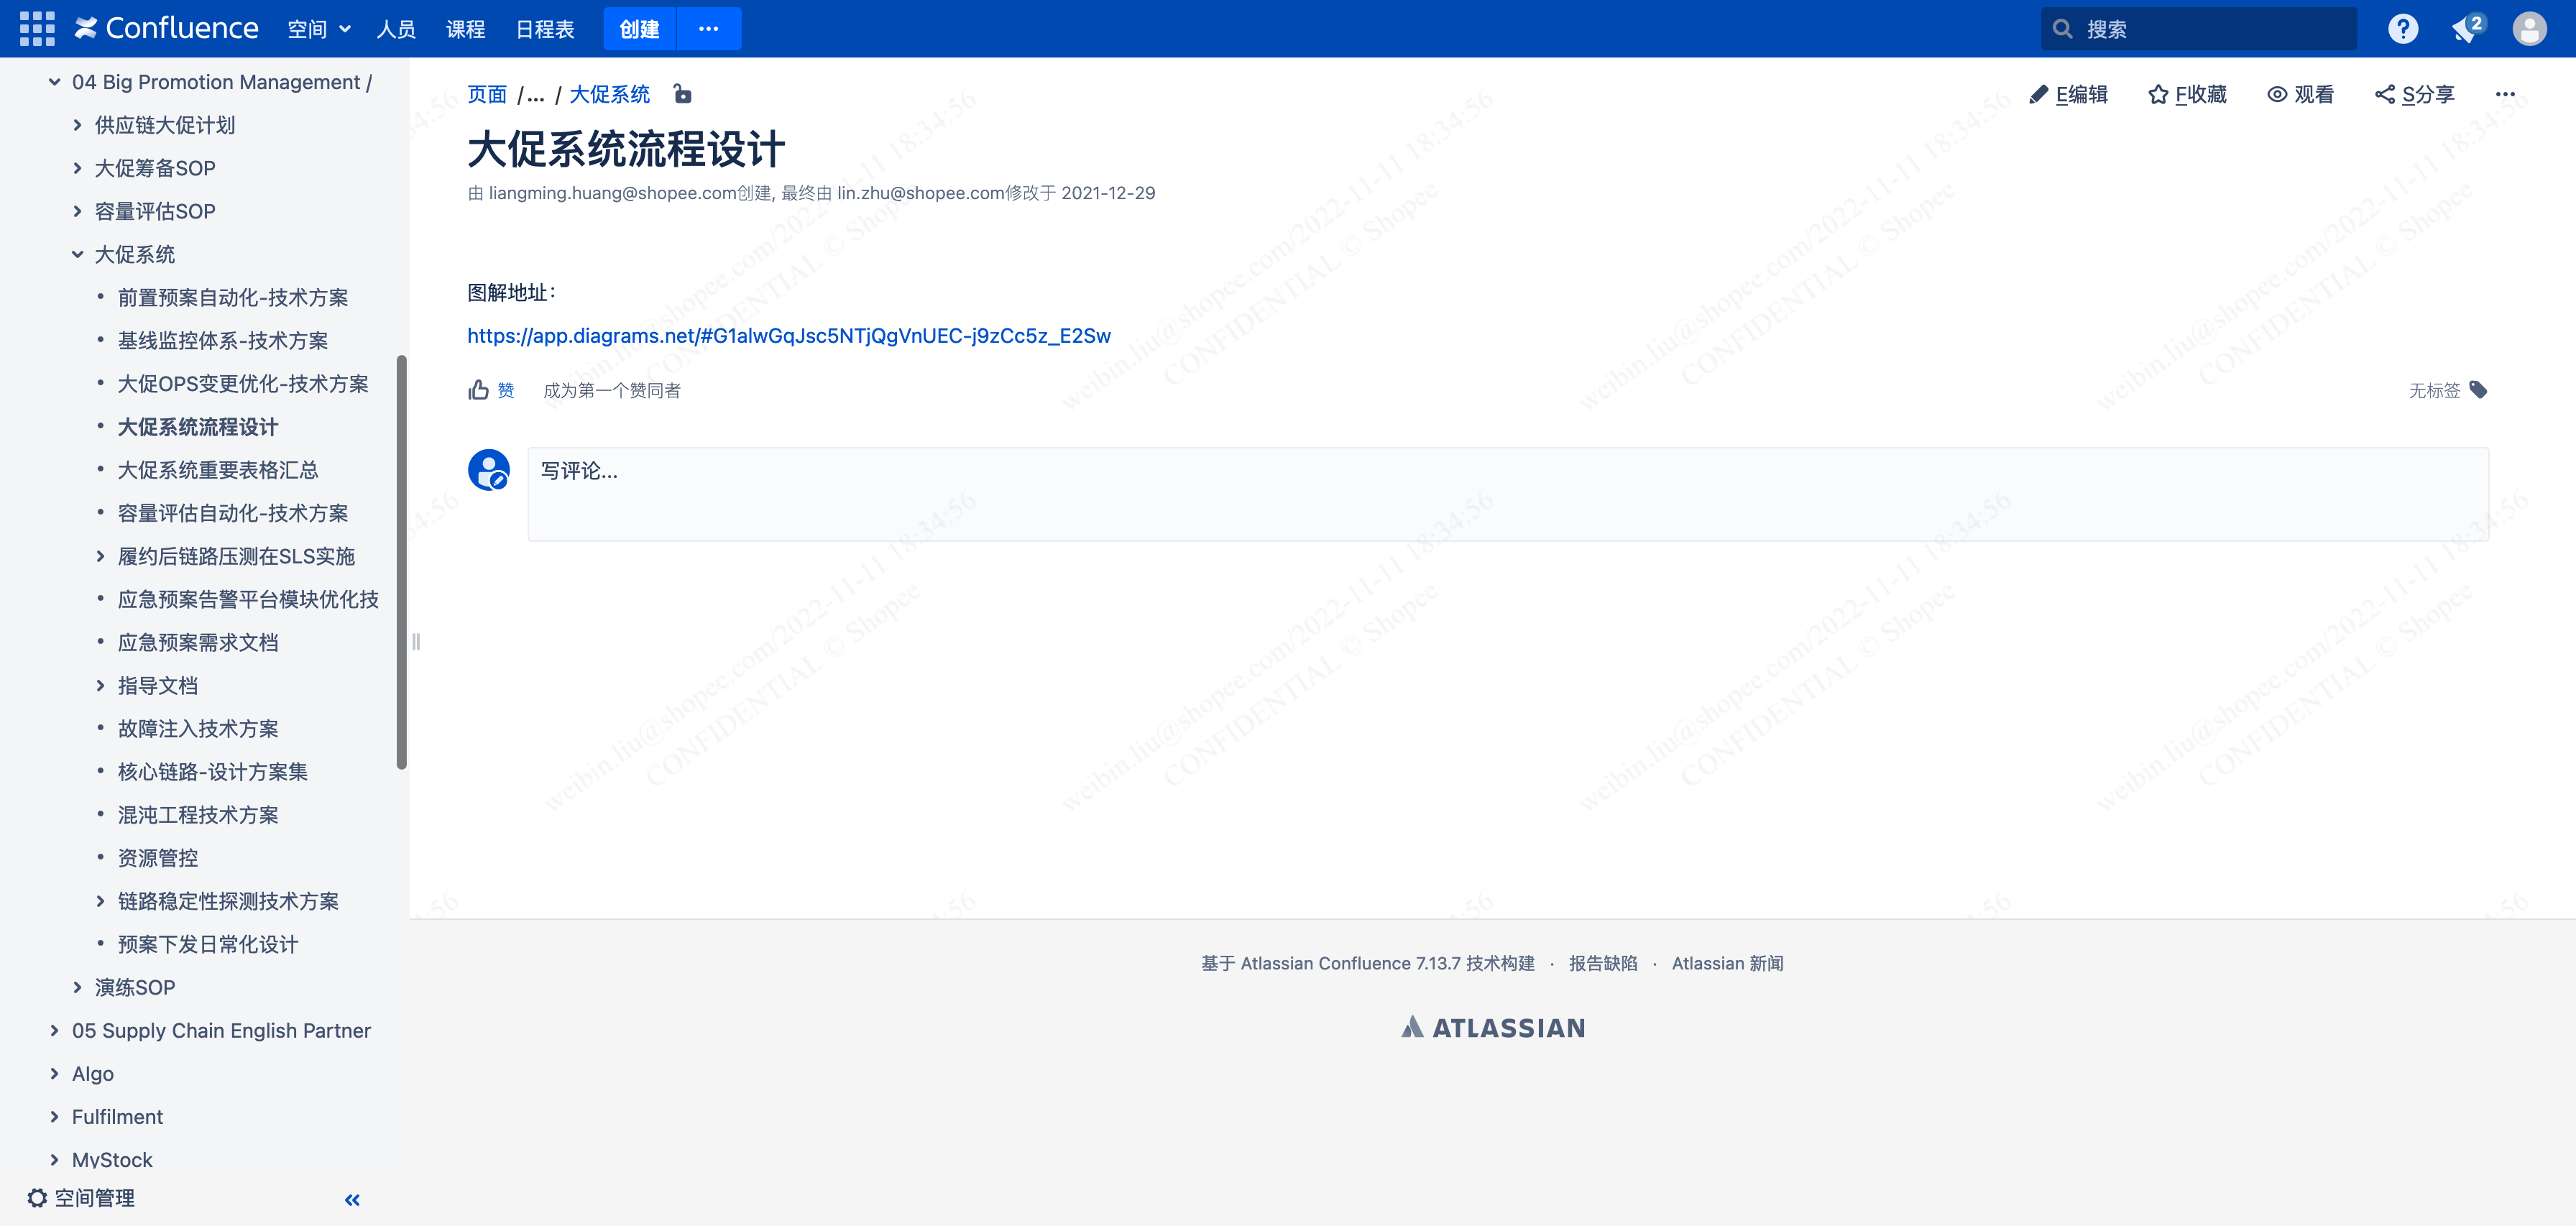 Confluence 空间 人员 课程 日程表 创建 ··· 搜索 ? 2
04 Big Promotion Management /
供应链大促计划
大促筹备SOP
容量评估SOP
大促系统
前置预案自动化-技术方案
基线监控体系-技术方案
大促OPS变更优化-技术方案
大促系统流程设计
大促系统重要表格汇总
容量评估自动化-技术方案
履约后链路压测在SLS实施
应急预案告警平台模块优化技
应急预案需求文档
指导文档
故障注入技术方案
核心链路-设计方案集
混沌工程技术方案
资源管控
链路稳定性探测技术方案
预案下发日常化设计
演练SOP
05 Supply Chain English Partner
Algo
Fulfilment
MyStock
空间管理
页面 /... / 大促系统
E编辑 F收藏 观看 S分享 ···
大促系统流程设计
由 liangming.huang@shopee.com创建, 最终由 lin.zhu@shopee.com修改于 2021-12-29
图解地址：
https://app.diagrams.net/#G1alwGqJsc5NTjQgVnUEC-j9zCc5z_E2Sw
赞 成为第一个赞同者 无标签
写评论...
weibin.liu@shopee.com/2022-11-11 18:34:56
CONFIDENTIAL © Shopee
基于 Atlassian Confluence 7.13.7 技术构建 · 报告缺陷 · Atlassian 新闻
ATLASSIAN